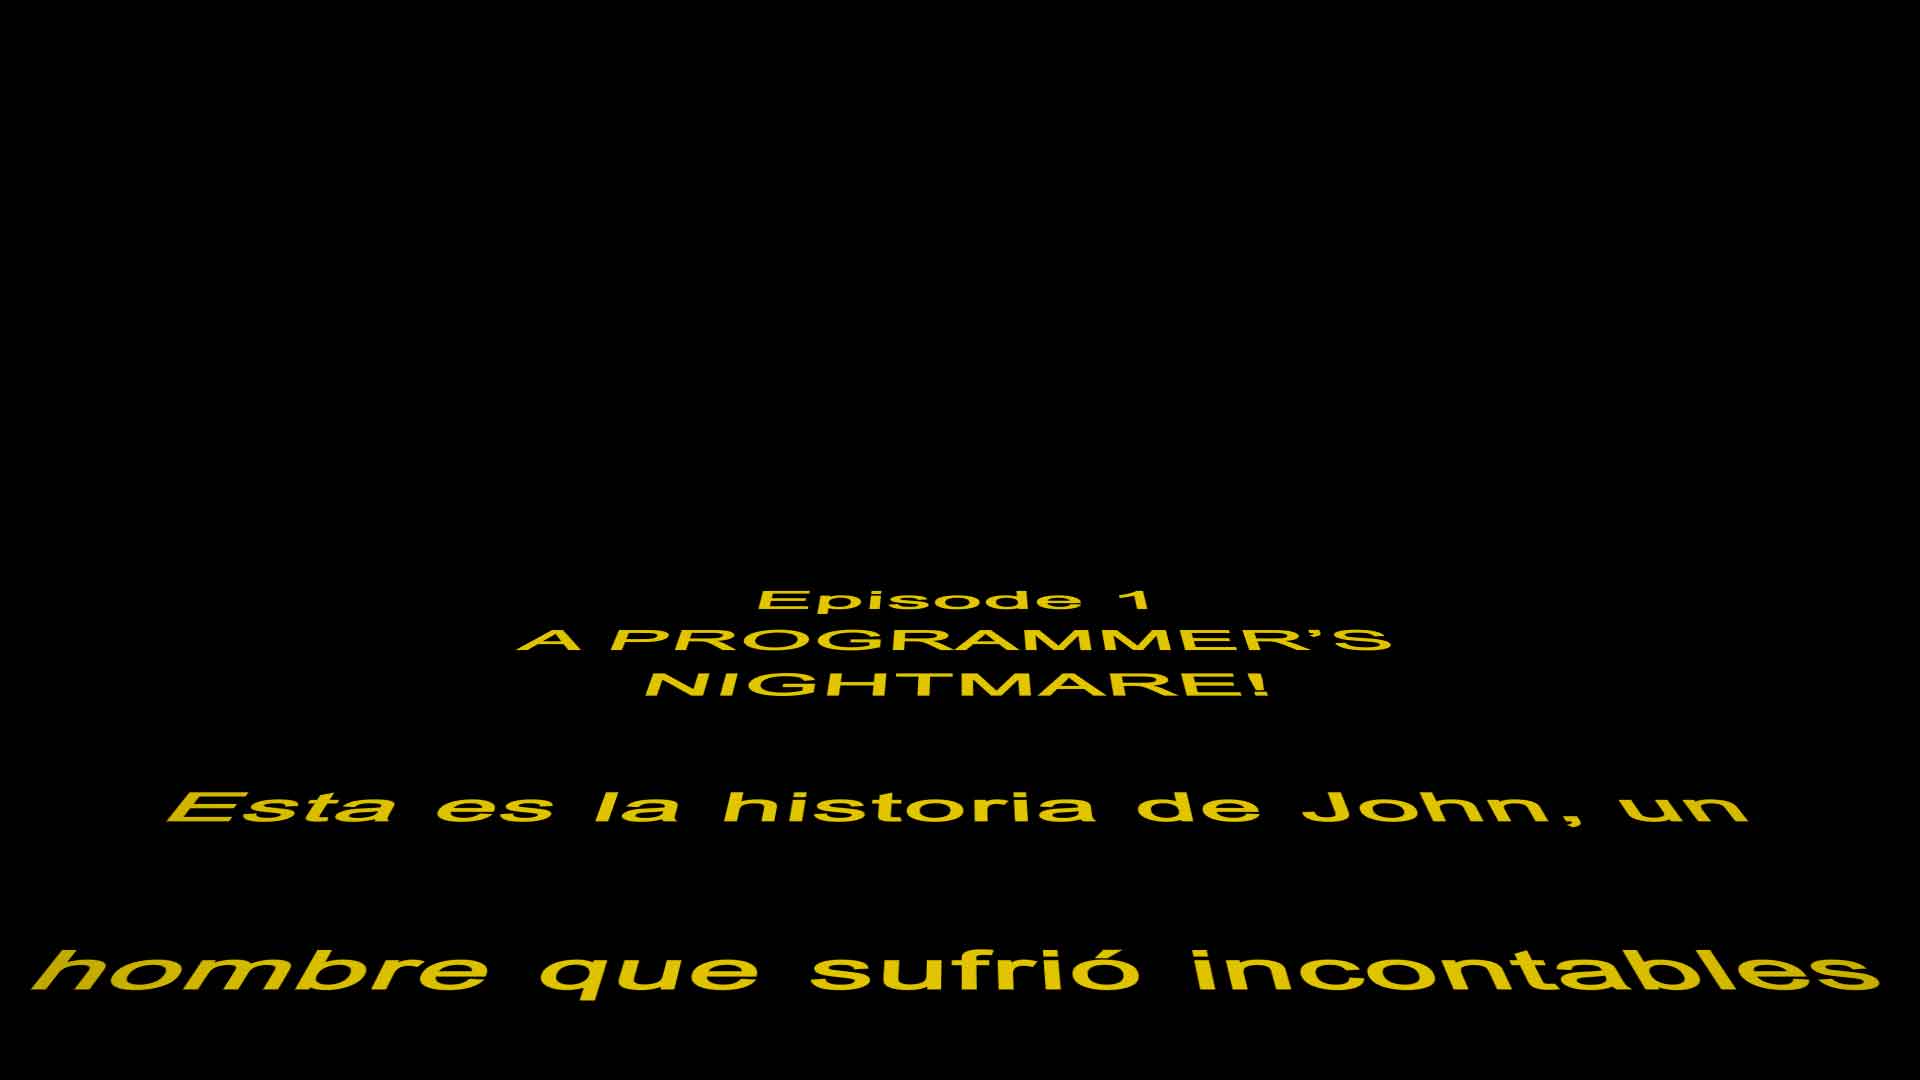 Episode 1
A PROGRAMMER’S
NIGHTMARE!
Esta es la historia de John, un
hombre que sufrió incontables